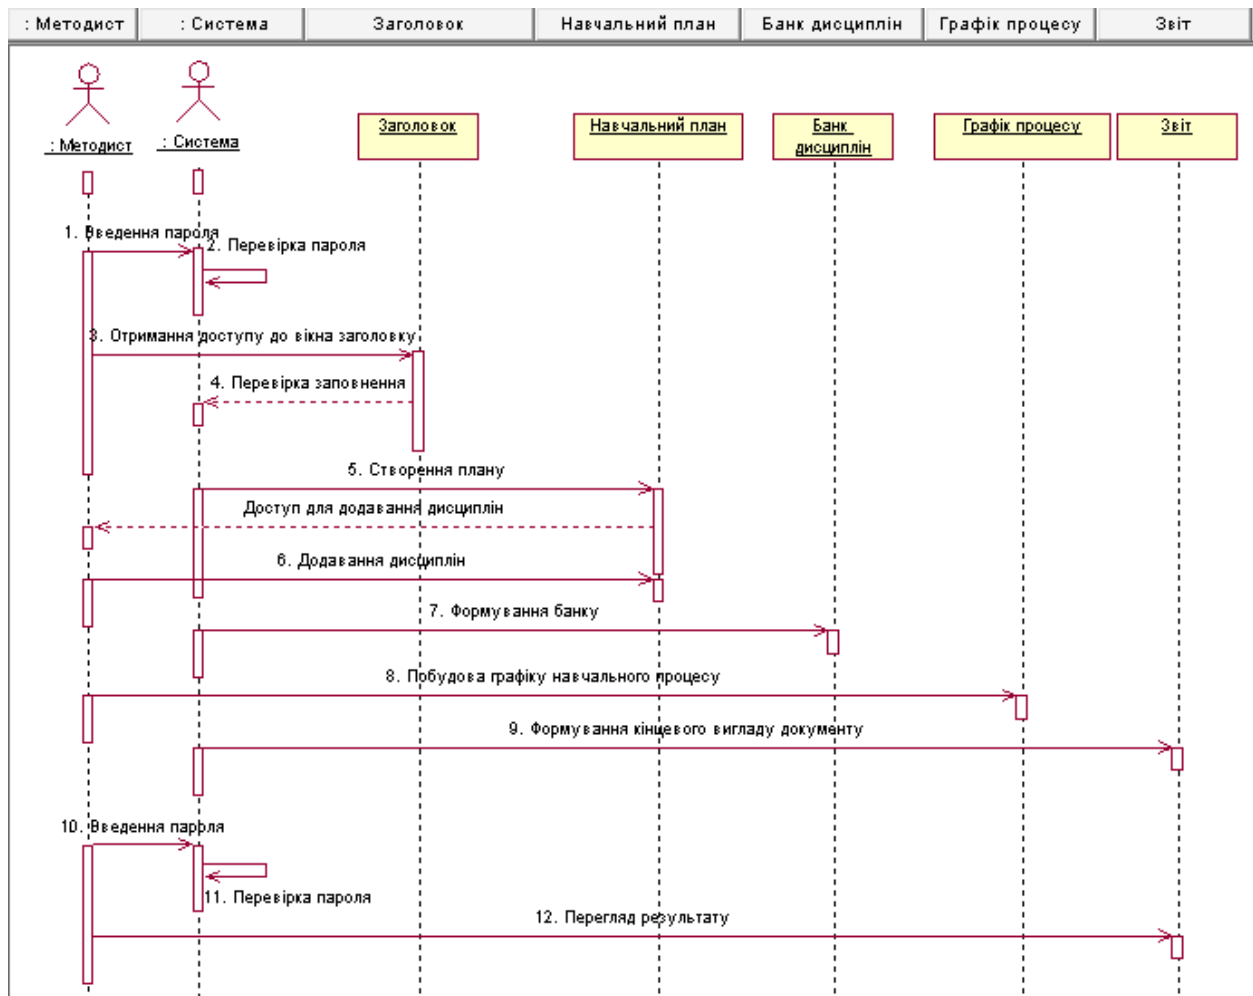 : Методист
: Система
Заголовок
Навчальний план
Банк дисциплін
Графік процесу
Звіт
: Методист
: Система
Заголовок
Навчальний план
Банк
дисциплін
Графік процесу
Звіт
1. Введення пароля
2. Перевірка пароля
3. Отримання доступу до вікна заголовку
4. Перевірка заповнення
5. Створення плану
Доступ для додавання дисциплін
6. Додавання дисциплін
7. Формування банку
8. Побудова графіку навчального процесу
9. Формування кінцевого вигладу документу
10. Введення пароля
11. Перевірка пароля
12. Перегляд результату